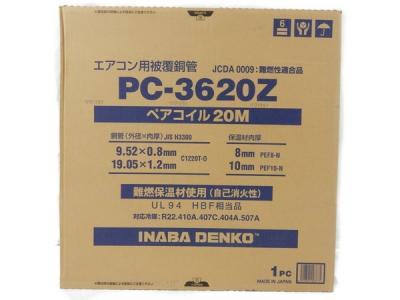 6
エアコン用被覆銅管
JCDA 0009：難燃性適合品
PC-3620Z
ペアコイル 20M
銅管（外径×肉厚）JIS H3300
保温材肉厚
9.52×0.8mm
19.05×1.2mm
C1220T-O
8mm PEF8-N
10mm PEF10-N
難燃保温材使用（自己消火性）
UL94 HBF相当品
対応冷媒：R22.410A.407C.404A.507A
INABA DENKO
1 PC
MADE IN JAPAN